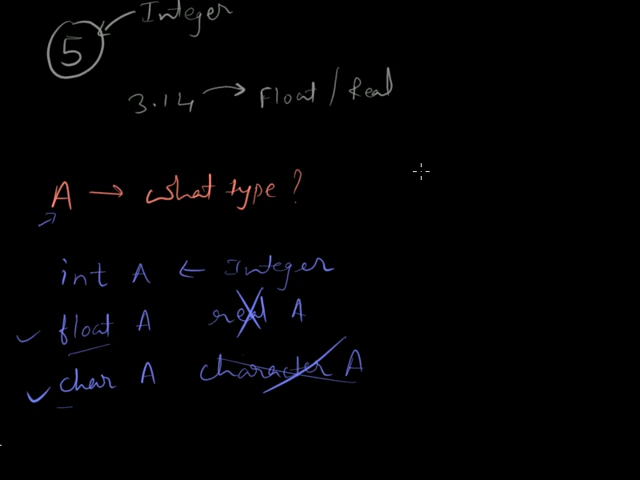 5 ← Integer
3.14 → Float / Real
A → what type?
int A ← Integer
float A real A
char A character A